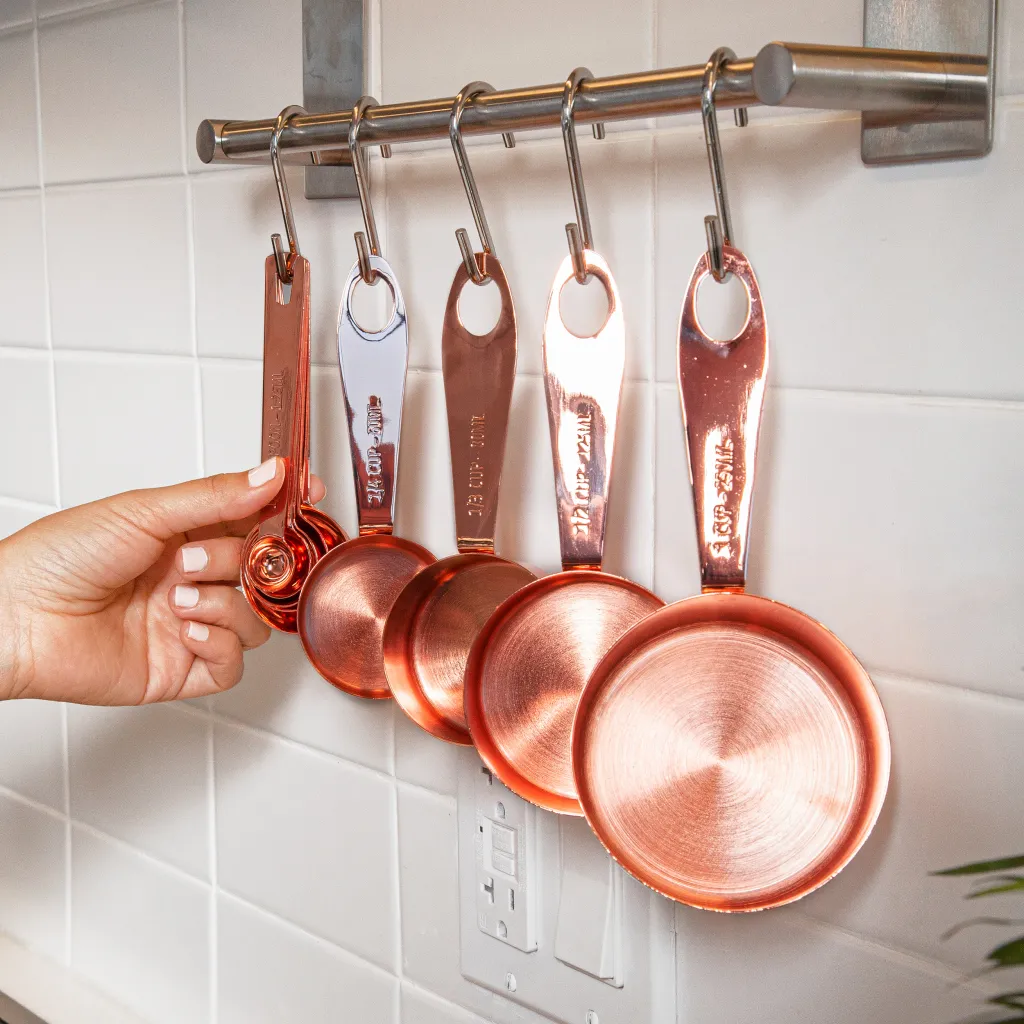 1/4 CUP - 60ML
1/3 CUP - 80ML
1/2 CUP - 125ML
1 CUP - 250ML